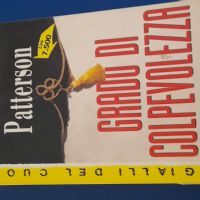 Patterson
Lire
7.500
GRADO DI
COLPEVOLEZZA
GIALLI DEL CUO